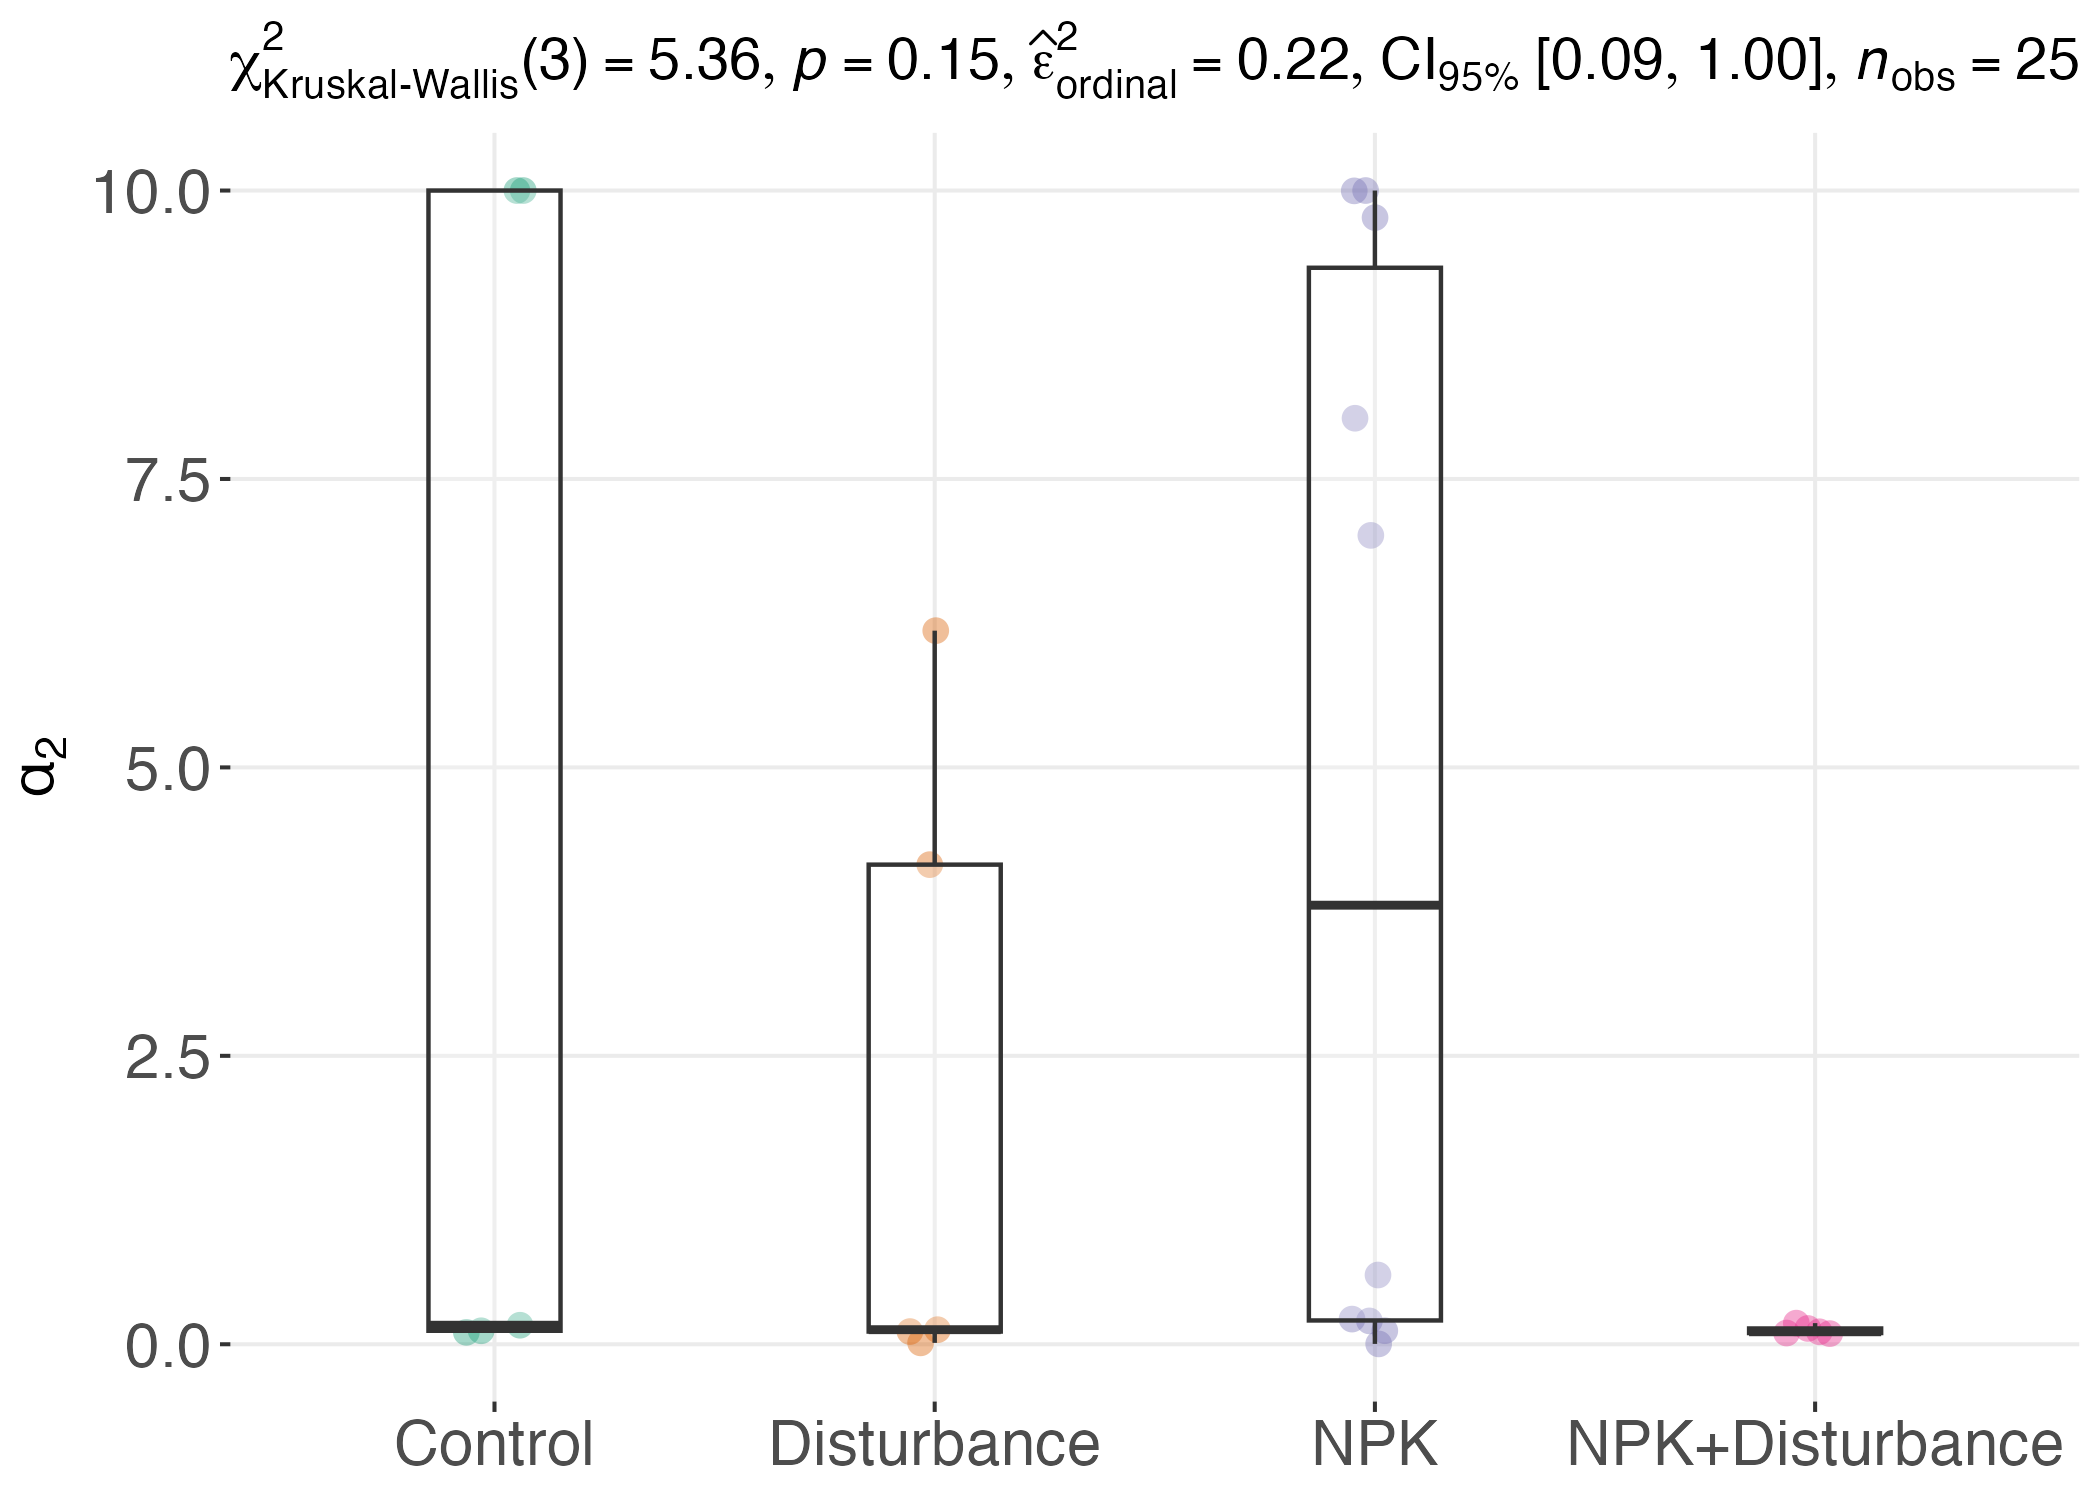 χ²Kruskal-Wallis(3) = 5.36, p = 0.15, ε̂²ordinal = 0.22, CI95% [0.09, 1.00], nobs = 25
10.0
7.5
5.0
2.5
0.0
α2
Control Disturbance NPK NPK+Disturbance